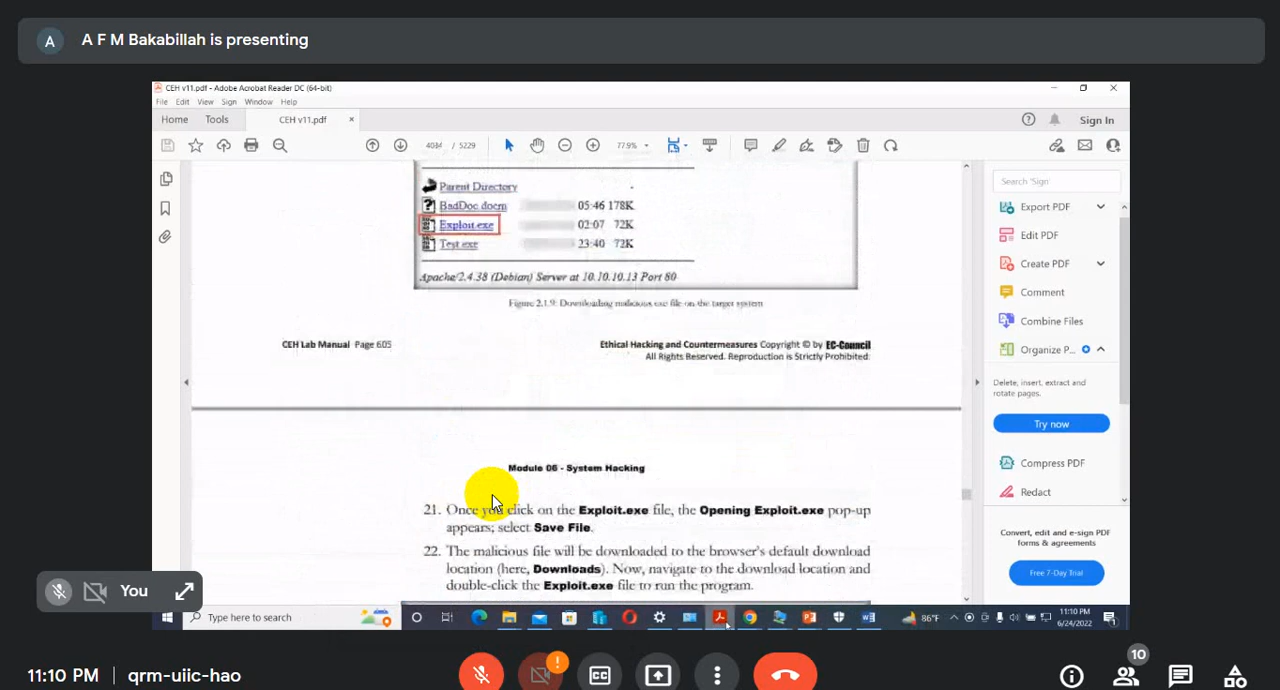 A
A F M Bakabillah is presenting
CEH v11.pdf - Adobe Acrobat Reader DC (64-bit)
File Edit View Sign Window Help
Home Tools CEH v11.pdf × Sign In
/ 5229 77.9%
Search 'Sign'
Parent Directory -
BadDoc.docm 05:46 178K
Exploit.exe 02:07 72K
Test.exe 23:40 72K
Apache/2.4.38 (Debian) Server at 10.10.10.13 Port 80
Figure 2.1.9: Downloading malicious exe file on the target system
CEH Lab Manual Page 605
Ethical Hacking and Countermeasures Copyright © by EC-Council
All Rights Reserved. Reproduction is Strictly Prohibited.
Module 06 - System Hacking
21. Once you click on the Exploit.exe file, the Opening Exploit.exe pop-up
appears; select Save File.
22. The malicious file will be downloaded to the browser's default download
location (here, Downloads). Now, navigate to the download location and
double-click the Exploit.exe file to run the program.
Export PDF
Edit PDF
Create PDF
Comment
Combine Files
Organize P...
Delete, insert, extract and
rotate pages.
Try now
Compress PDF
Redact
Convert, edit and e-sign PDF
forms & agreements
Free 7-Day Trial
You
Type here to search
86°F
11:10 PM
6/24/2022
11:10 PM | qrm-uiic-hao
CC
10